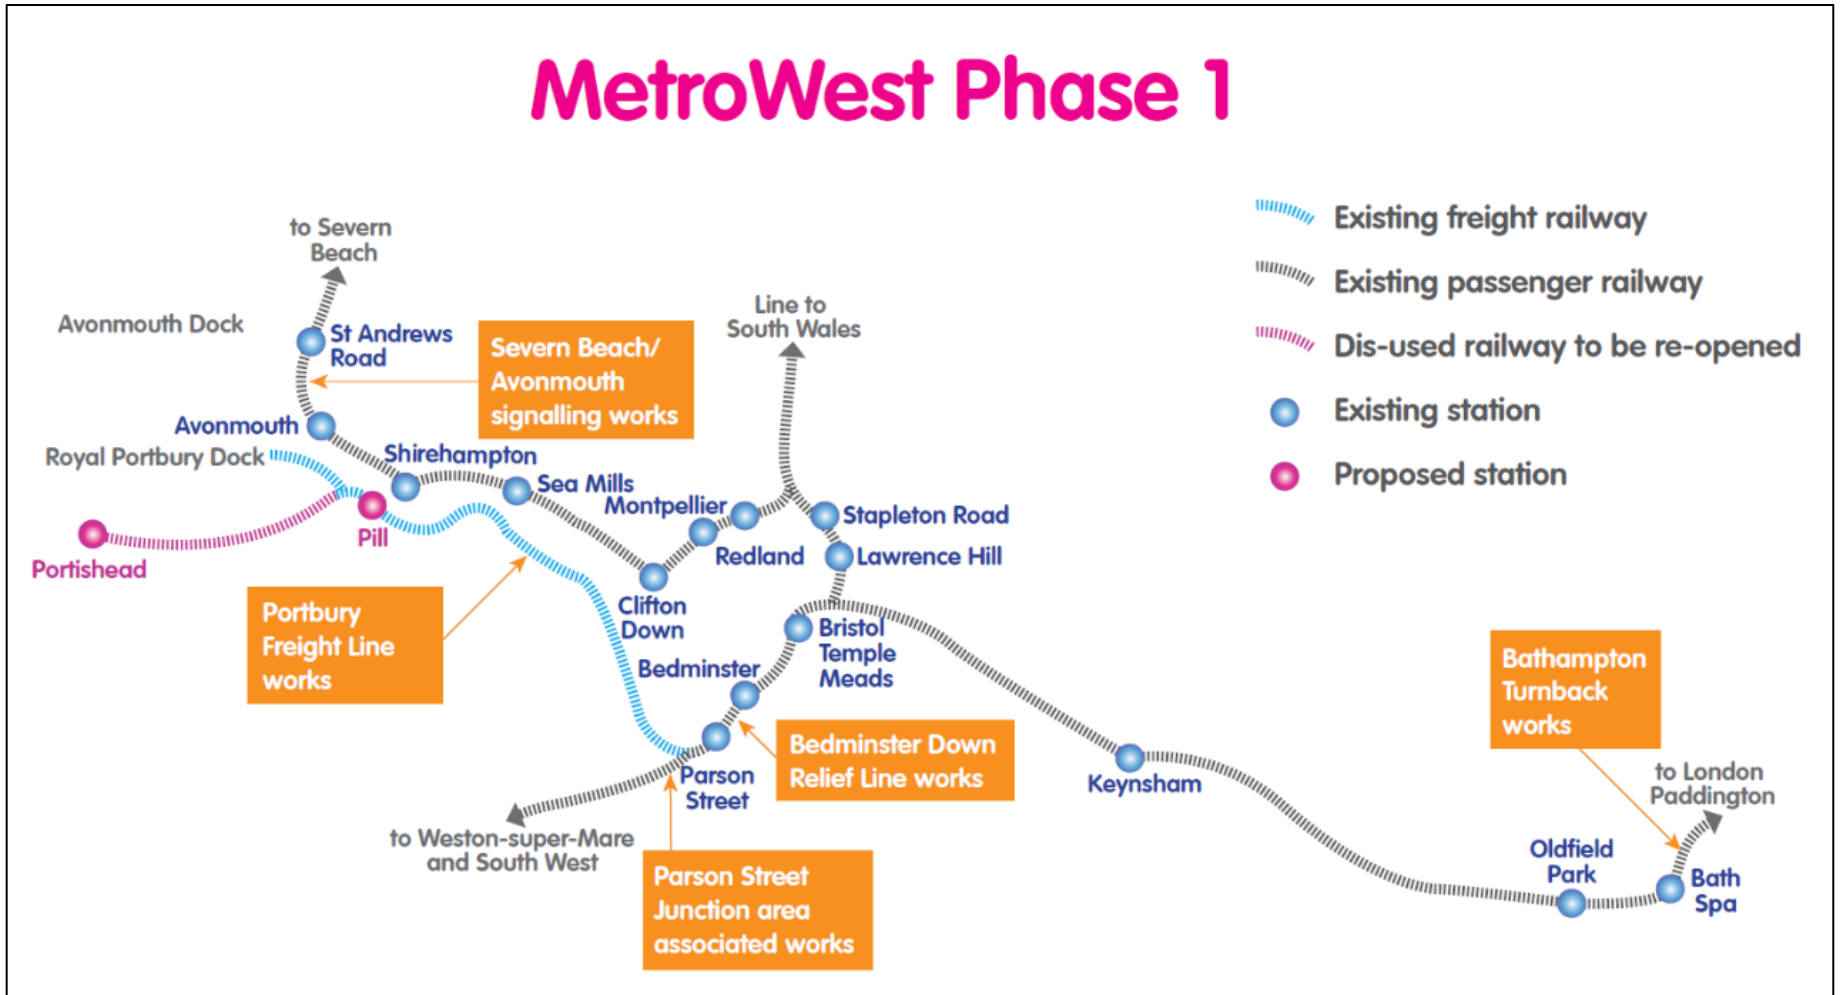 MetroWest Phase 1
Existing freight railway
Existing passenger railway
Dis-used railway to be re-opened
Existing station
Proposed station
to Severn
Beach
Avonmouth Dock
St Andrews
Road
Severn Beach/
Avonmouth
signalling works
Line to
South Wales
Avonmouth
Royal Portbury Dock
Shirehampton
Sea Mills
Montpellier
Redland
Stapleton Road
Lawrence Hill
Pill
Portishead
Portbury
Freight Line
works
Clifton
Down
Bristol
Temple
Meads
Bedminster
Bedminster Down
Relief Line works
Parson
Street
to Weston-super-Mare
and South West
Parson Street
Junction area
associated works
Keynsham
Bathampton
Turnback
works
to London
Paddington
Oldfield
Park
Bath
Spa